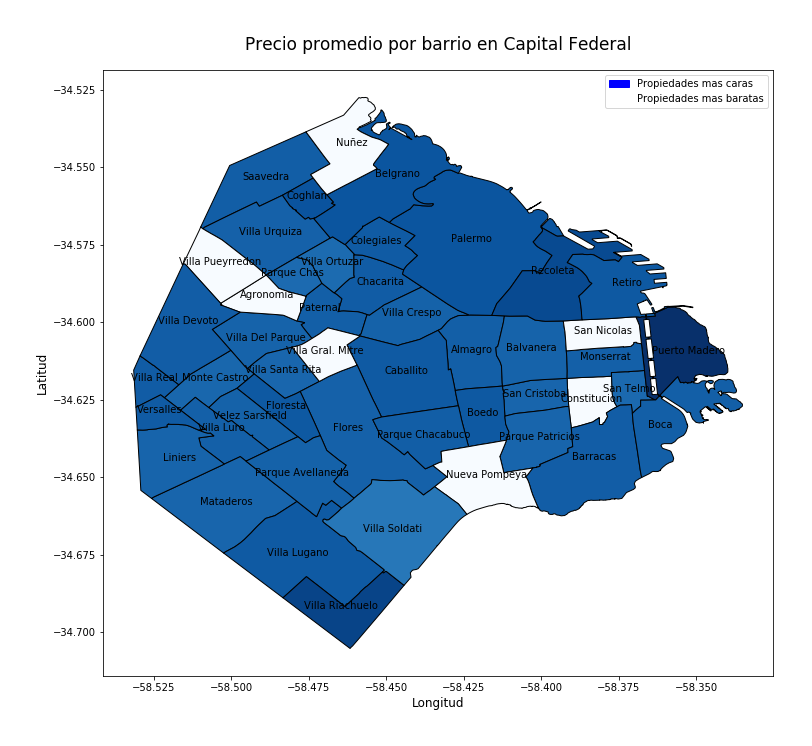 Precio promedio por barrio en Capital Federal
Propiedades mas caras
Propiedades mas baratas
Latitud
−34.525
−34.550
−34.575
−34.600
−34.625
−34.650
−34.675
−34.700
Nuñez
Belgrano
Saavedra
Coghlan
Villa Urquiza
Colegiales
Palermo
Villa Pueyrredon
Villa Ortuzar
Parque Chas
Recoleta
Chacarita
Retiro
Agronomia
Paternal
Villa Crespo
Villa Devoto
San Nicolas
Villa Del Parque
Villa Gral. Mitre
Almagro
Balvanera
Puerto Madero
Monserrat
Caballito
Villa Santa Rita
Villa Real
Monte Castro
San Telmo
San Cristobal
Constitucion
Floresta
Versalles
Velez Sarsfield
Boedo
Villa Luro
Flores
Boca
Parque Chacabuco
Parque Patricios
Liniers
Barracas
Parque Avellaneda
Nueva Pompeya
Mataderos
Villa Soldati
Villa Lugano
Villa Riachuelo
−58.525
−58.500
−58.475
−58.450
−58.425
−58.400
−58.375
−58.350
Longitud